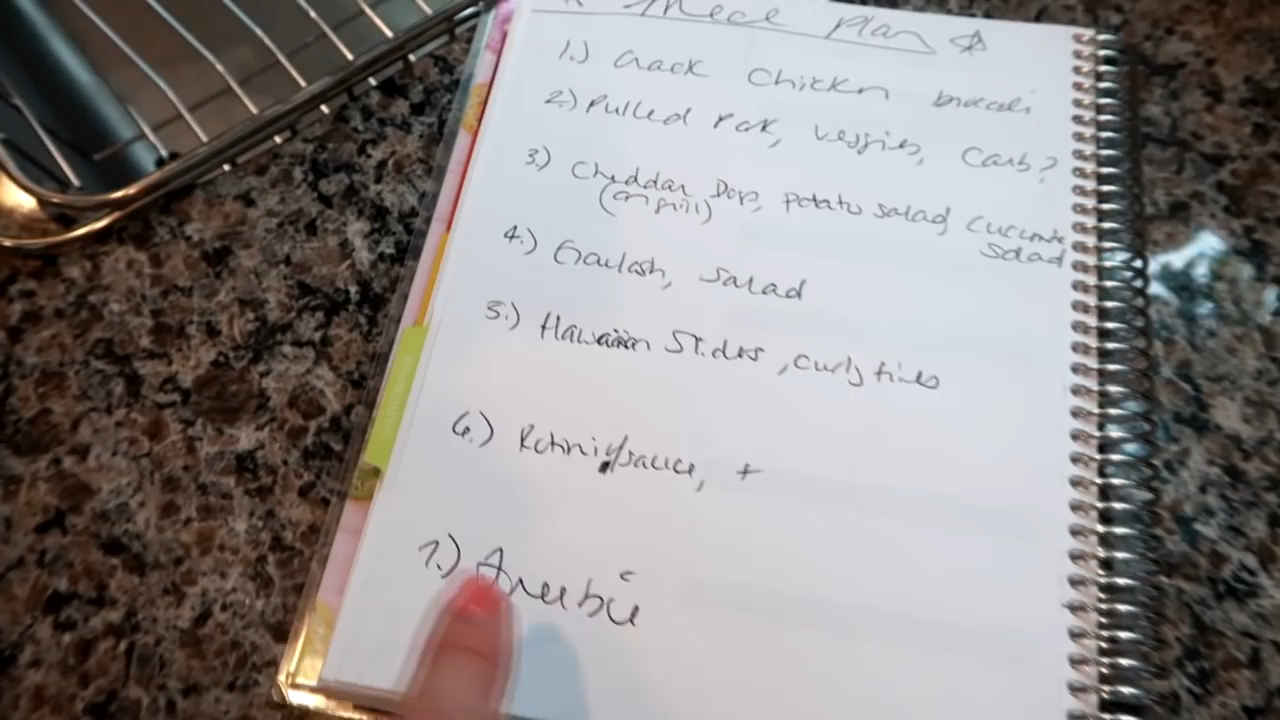 * Meal Plan ☆
1.) Crack Chicken broccoli
2.) Pulled Pork, veggies, Carb?
3.) Cheddar Dogs, potato salad, cucumber
(on grill) salad
4.) Goulash, salad
5.) Hawaiian Sliders, curly fries
6.) Rotini w/sauce, +
7.)